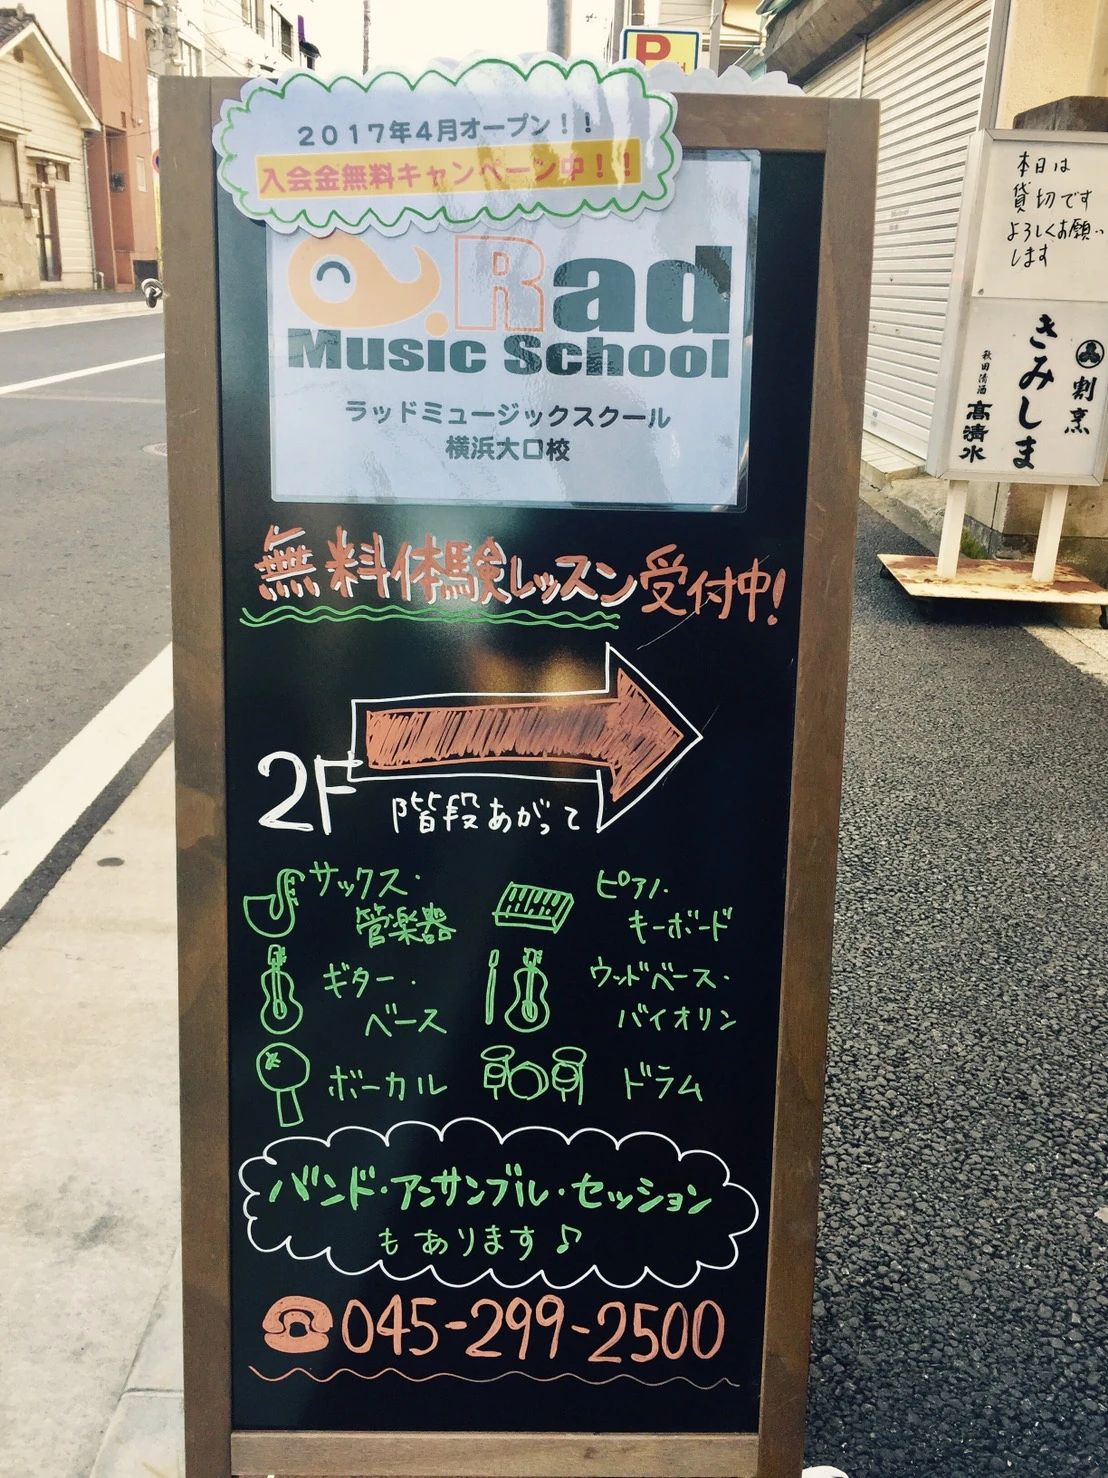 2017年4月オープン！！
入会金無料キャンペーン中！！
.Rad
Music School
ラッドミュージックスクール
横浜大口校
無料体験レッスン受付中!
2F
階段あがって
サックス・
管楽器
ピアノ・
キーボード
ギター・
ベース
ウッドベース・
バイオリン
ボーカル
ドラム
バンド・アンサンブル・セッション
もあります♪
045-299-2500
P
本日は
貸切です
よろしくお願い
します
割烹
きみしま
秋田清酒
高清水